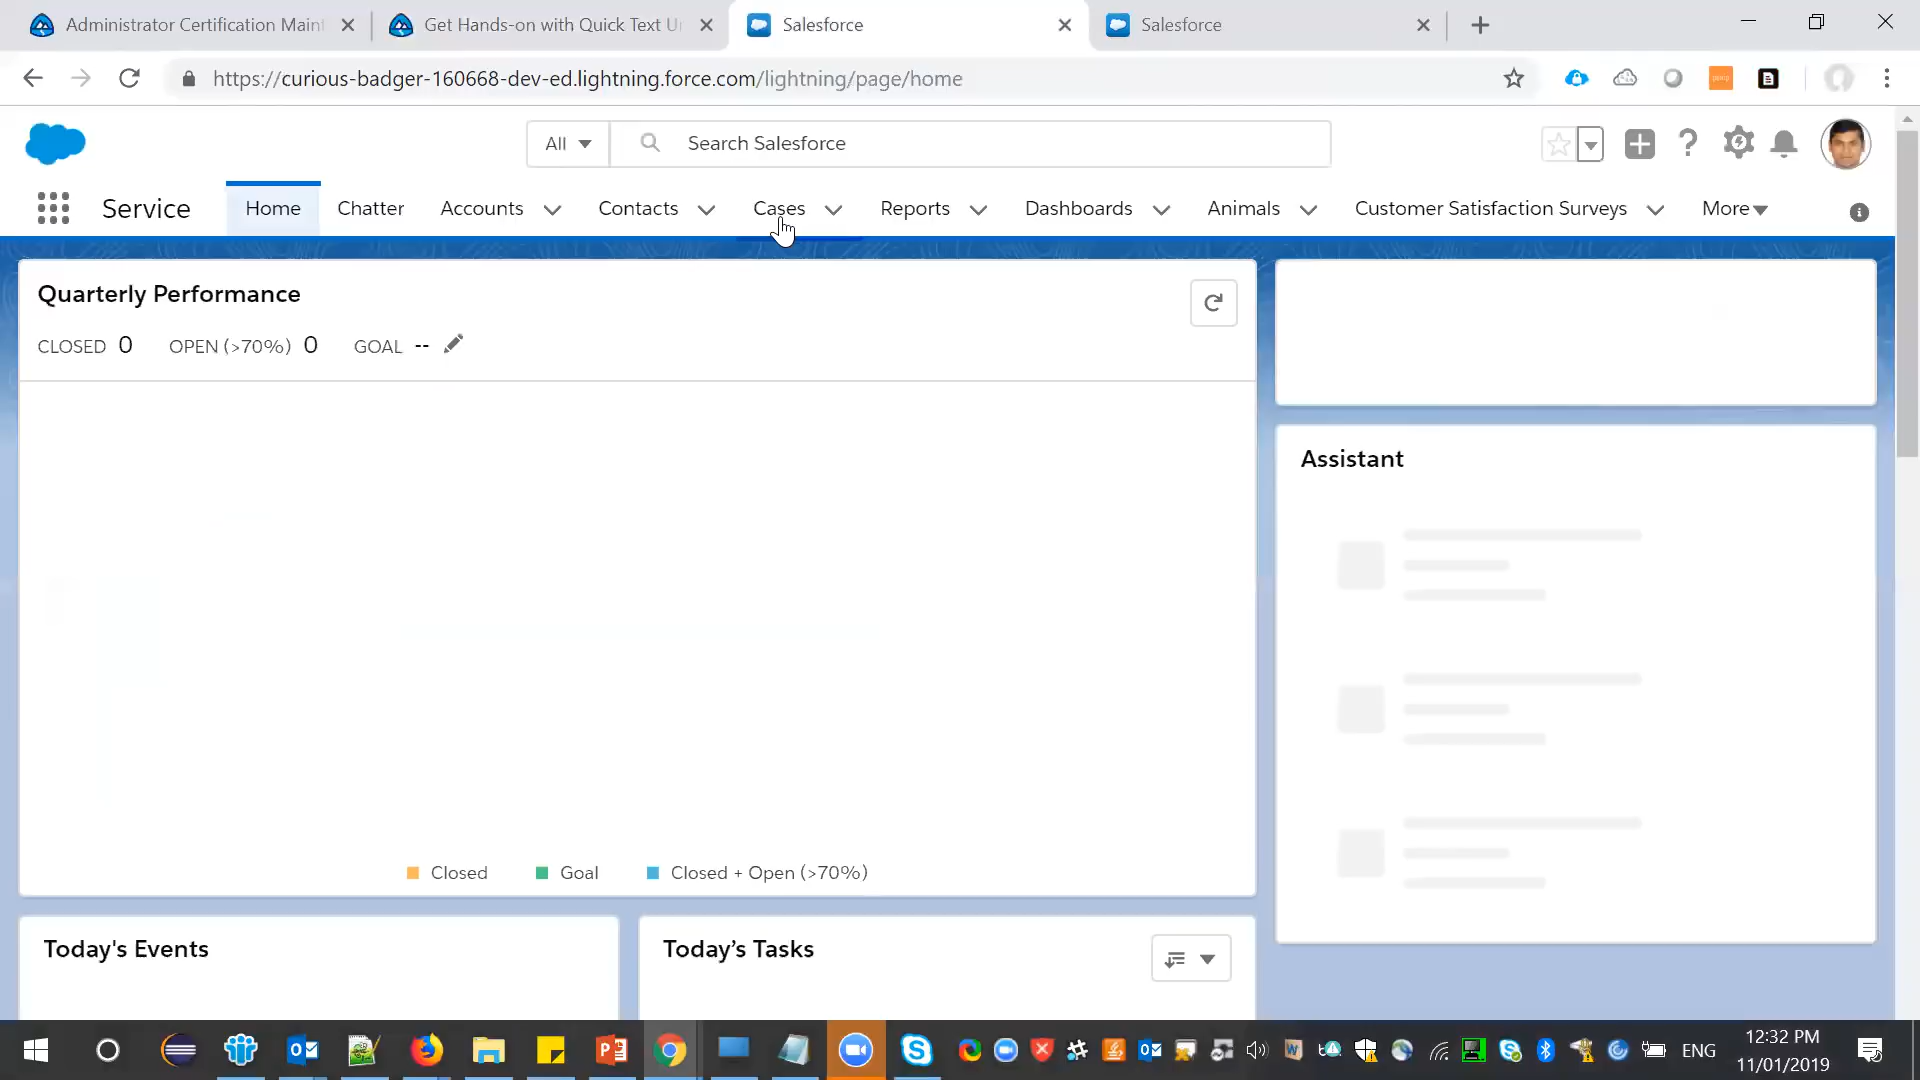 Administrator Certification Maint
Get Hands-on with Quick Text Un
Salesforce
Salesforce
https://curious-badger-160668-dev-ed.lightning.force.com/lightning/page/home
All
Search Salesforce
Service
Home
Chatter
Accounts
Contacts
Cases
Reports
Dashboards
Animals
Customer Satisfaction Surveys
More
Quarterly Performance
CLOSED 0 OPEN (>70%) 0 GOAL --
Assistant
Closed
Goal
Closed + Open (>70%)
Today's Events
Today’s Tasks
ENG
12:32 PM
11/01/2019